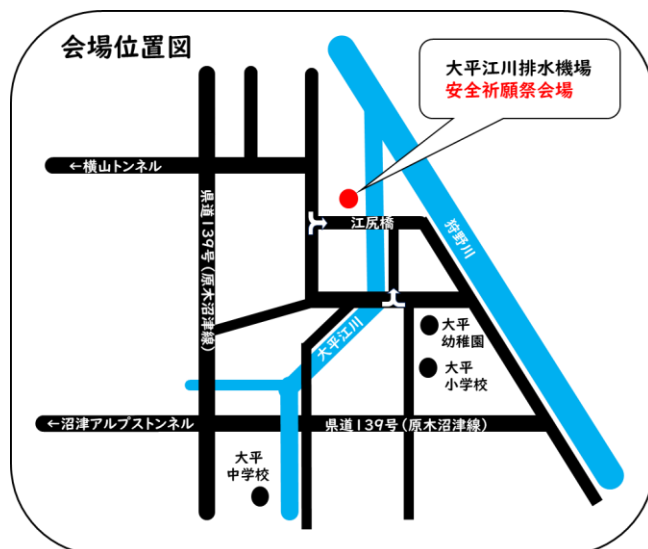 会場位置図
大平江川排水機場
安全祈願祭会場
←横山トンネル
県道139号(原木沼津線)
江尻橋
狩野川
大平江川
大平
幼稚園
大平
小学校
←沼津アルプストンネル
県道139号(原木沼津線)
大平
中学校